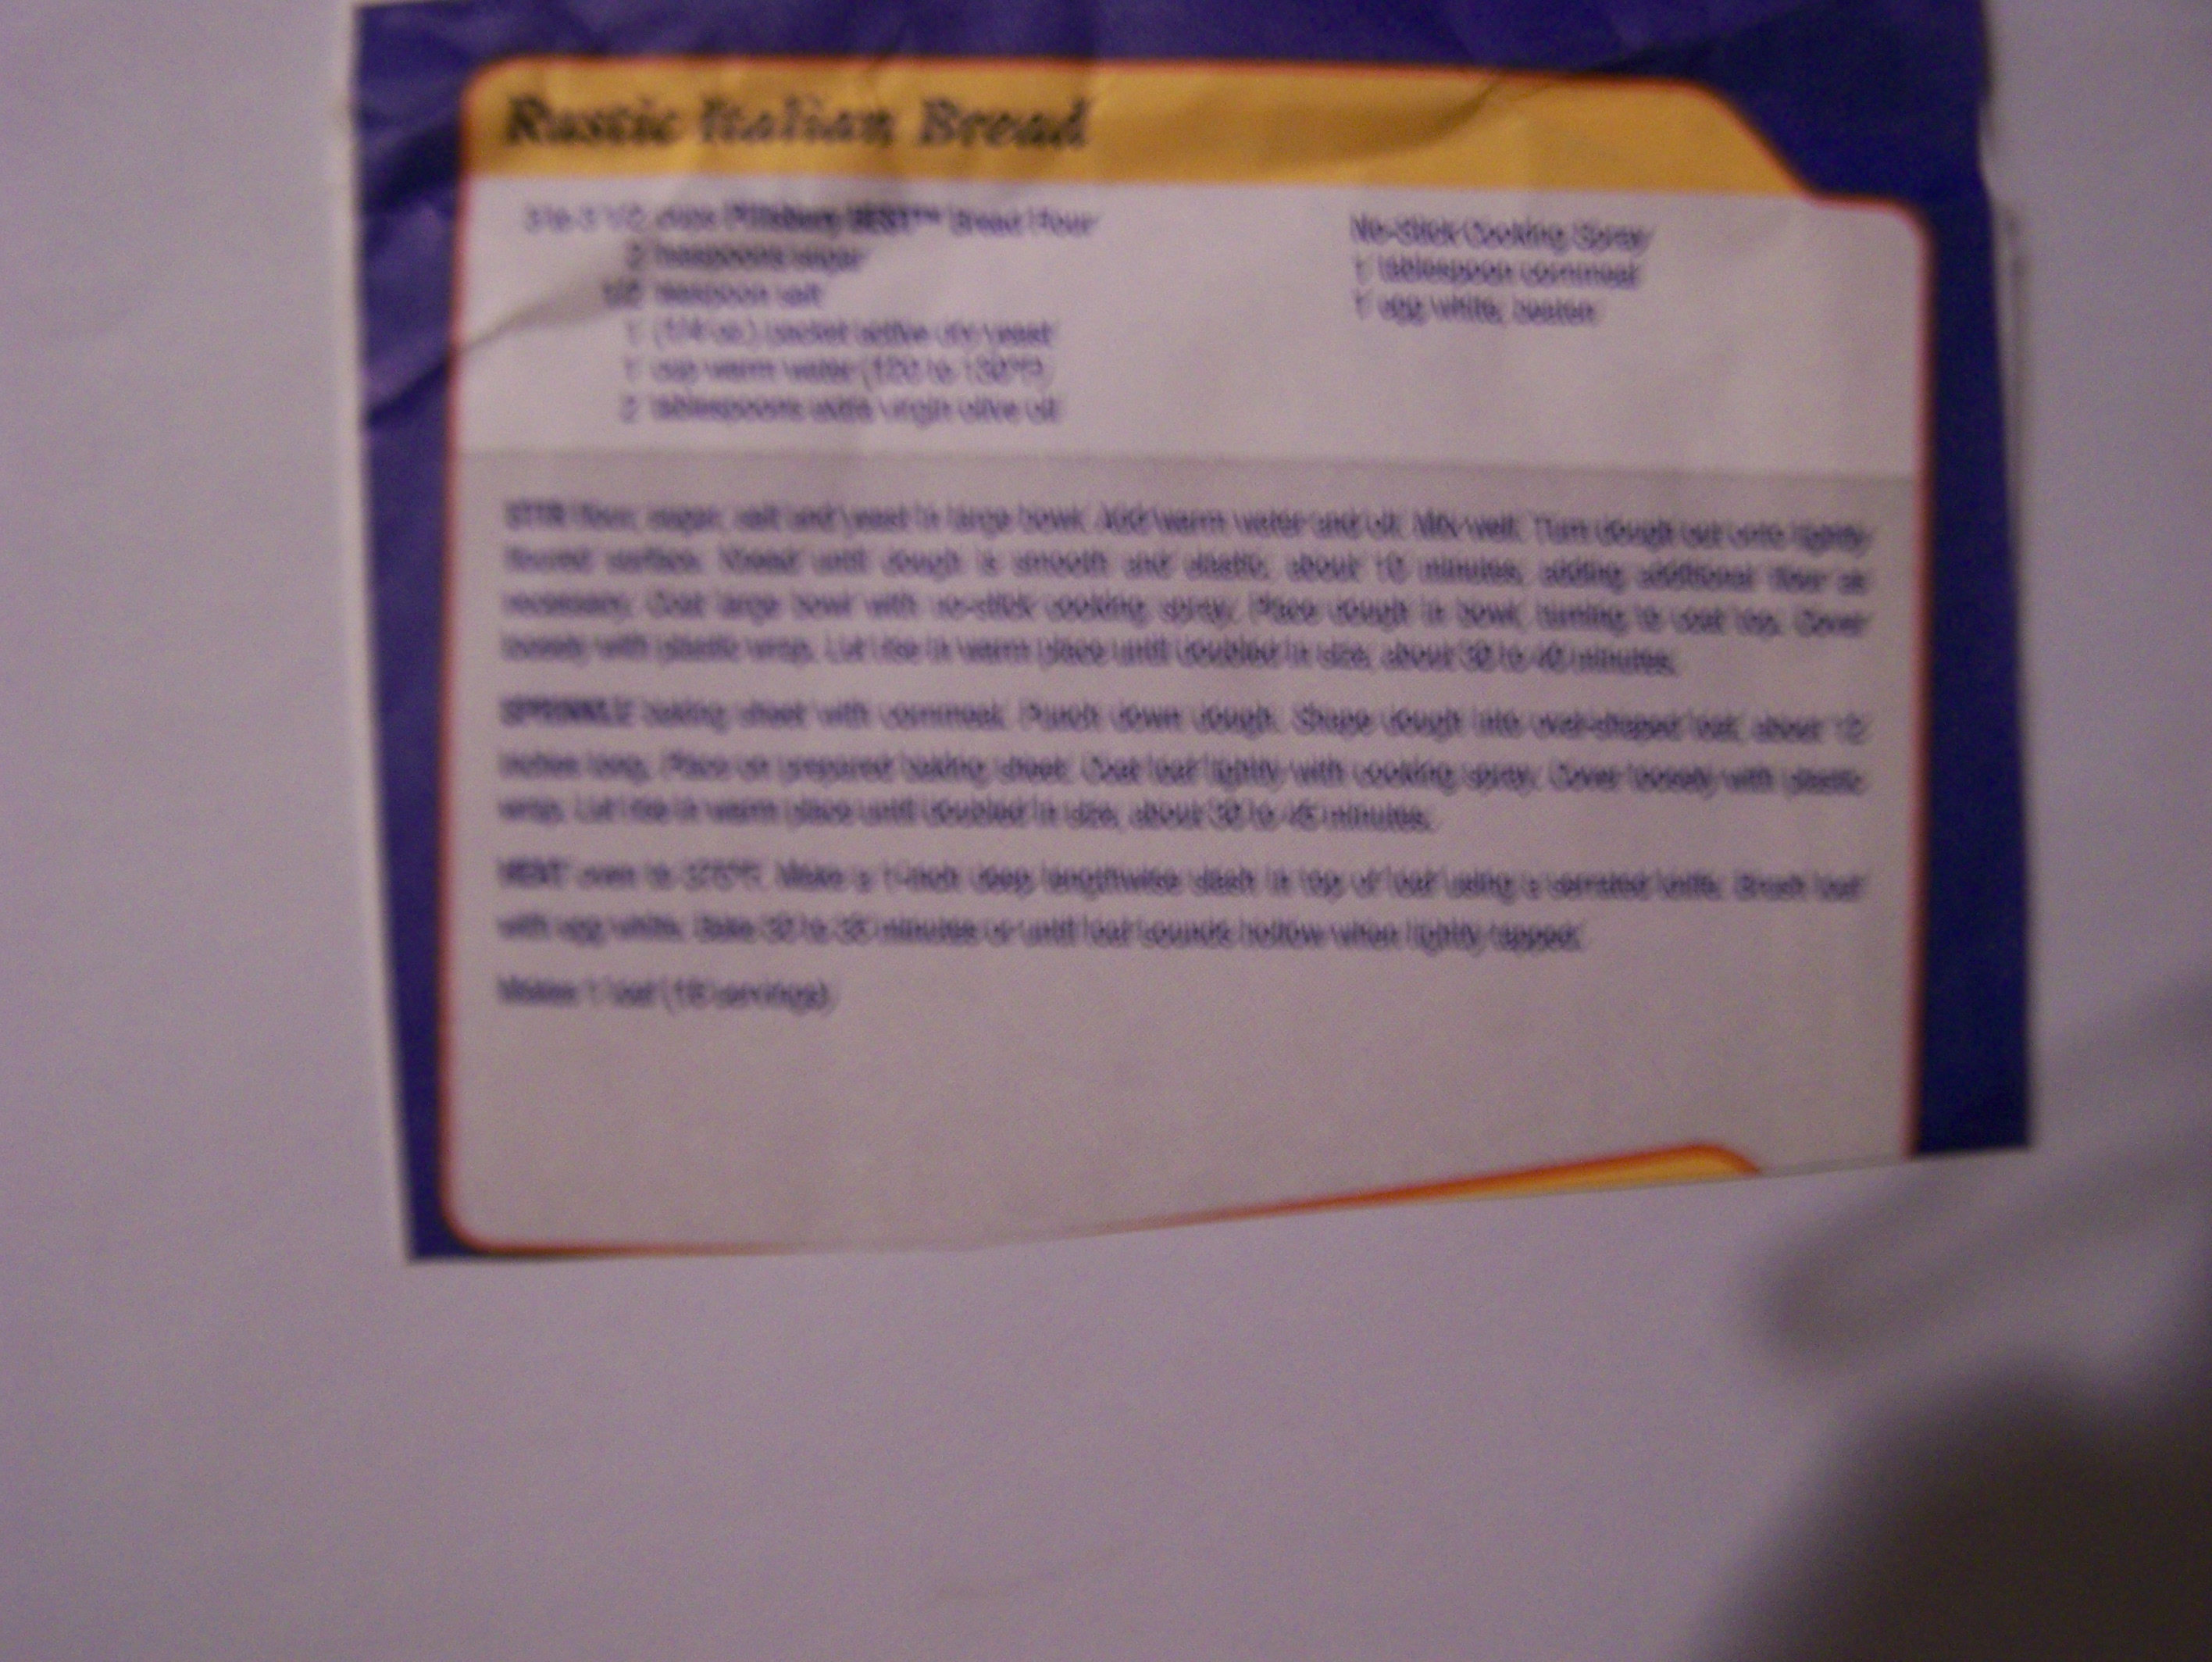 Rustic Italian Bread
3 to 3 1/2 cups Pillsbury BEST™ Bread Flour
2 teaspoons sugar
1/2 teaspoon salt
1 (1/4 oz.) packet active dry yeast
1 cup warm water (120 to 130°F)
2 tablespoons extra virgin olive oil
No-Stick Cooking Spray
1 tablespoon cornmeal
1 egg white, beaten
STIR flour, sugar, salt and yeast in large bowl. Add warm water and oil. Mix well. Turn dough out onto lightly
floured surface. Knead until dough is smooth and elastic, about 10 minutes, adding additional flour as
necessary. Coat large bowl with no-stick cooking spray. Place dough in bowl, turning to coat top. Cover
loosely with plastic wrap. Let rise in warm place until doubled in size, about 30 to 40 minutes.
SPRINKLE baking sheet with cornmeal. Punch down dough. Shape dough into oval-shaped loaf, about 12
inches long. Place on prepared baking sheet. Coat loaf lightly with cooking spray. Cover loosely with plastic
wrap. Let rise in warm place until doubled in size, about 30 to 45 minutes.
HEAT oven to 375°F. Make a 1-inch deep lengthwise slash in top of loaf using a serrated knife. Brush loaf
with egg white. Bake 30 to 35 minutes or until loaf sounds hollow when lightly tapped.
Makes 1 loaf ( servings)